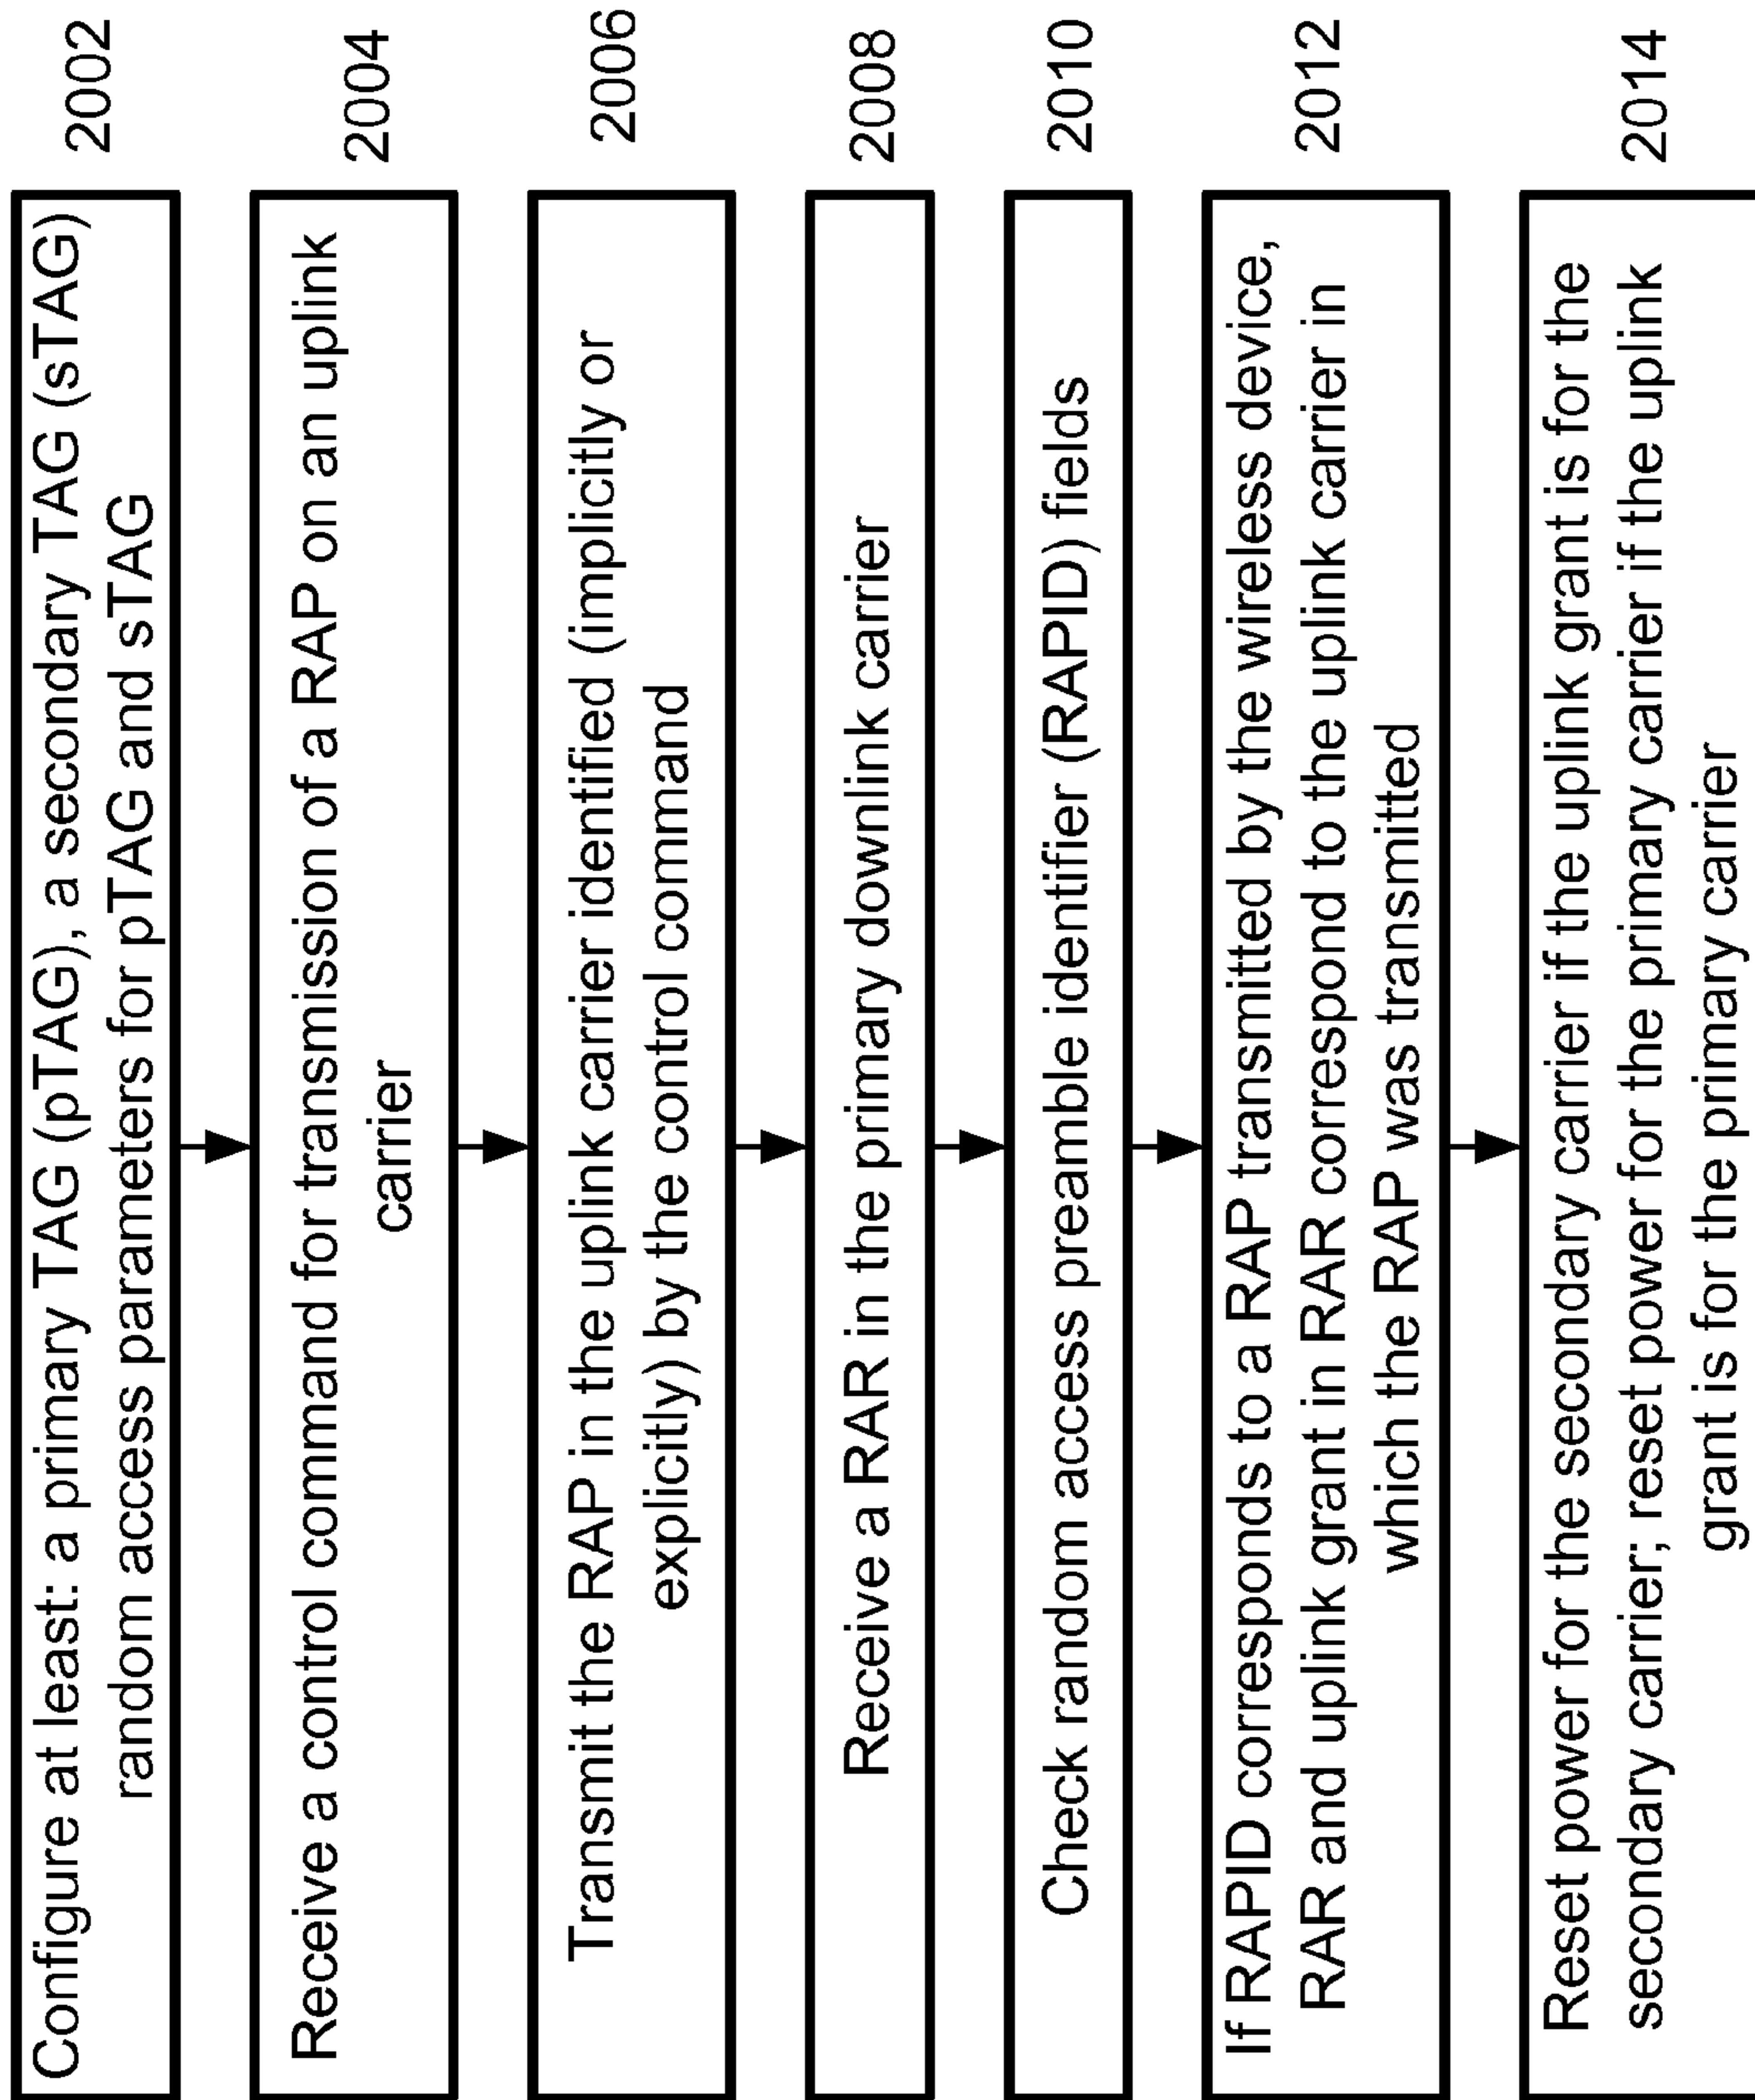 Configure at least: a primary TAG (pTAG), a secondary TAG (sTAG)
random access parameters for pTAG and sTAG
2002
Receive a control command for transmission of a RAP on an uplink
carrier
2004
Transmit the RAP in the uplink carrier identified (implicitly or
explicitly) by the control command
2006
Receive a RAR in the primary downlink carrier
2008
Check random access preamble identifier (RAPID) fields
2010
If RAPID corresponds to a RAP transmitted by the wireless device,
RAR and uplink grant in RAR correspond to the uplink carrier in
which the RAP was transmitted
2012
Reset power for the secondary carrier if the uplink grant is for the
secondary carrier; reset power for the primary carrier if the uplink
grant is for the primary carrier
2014